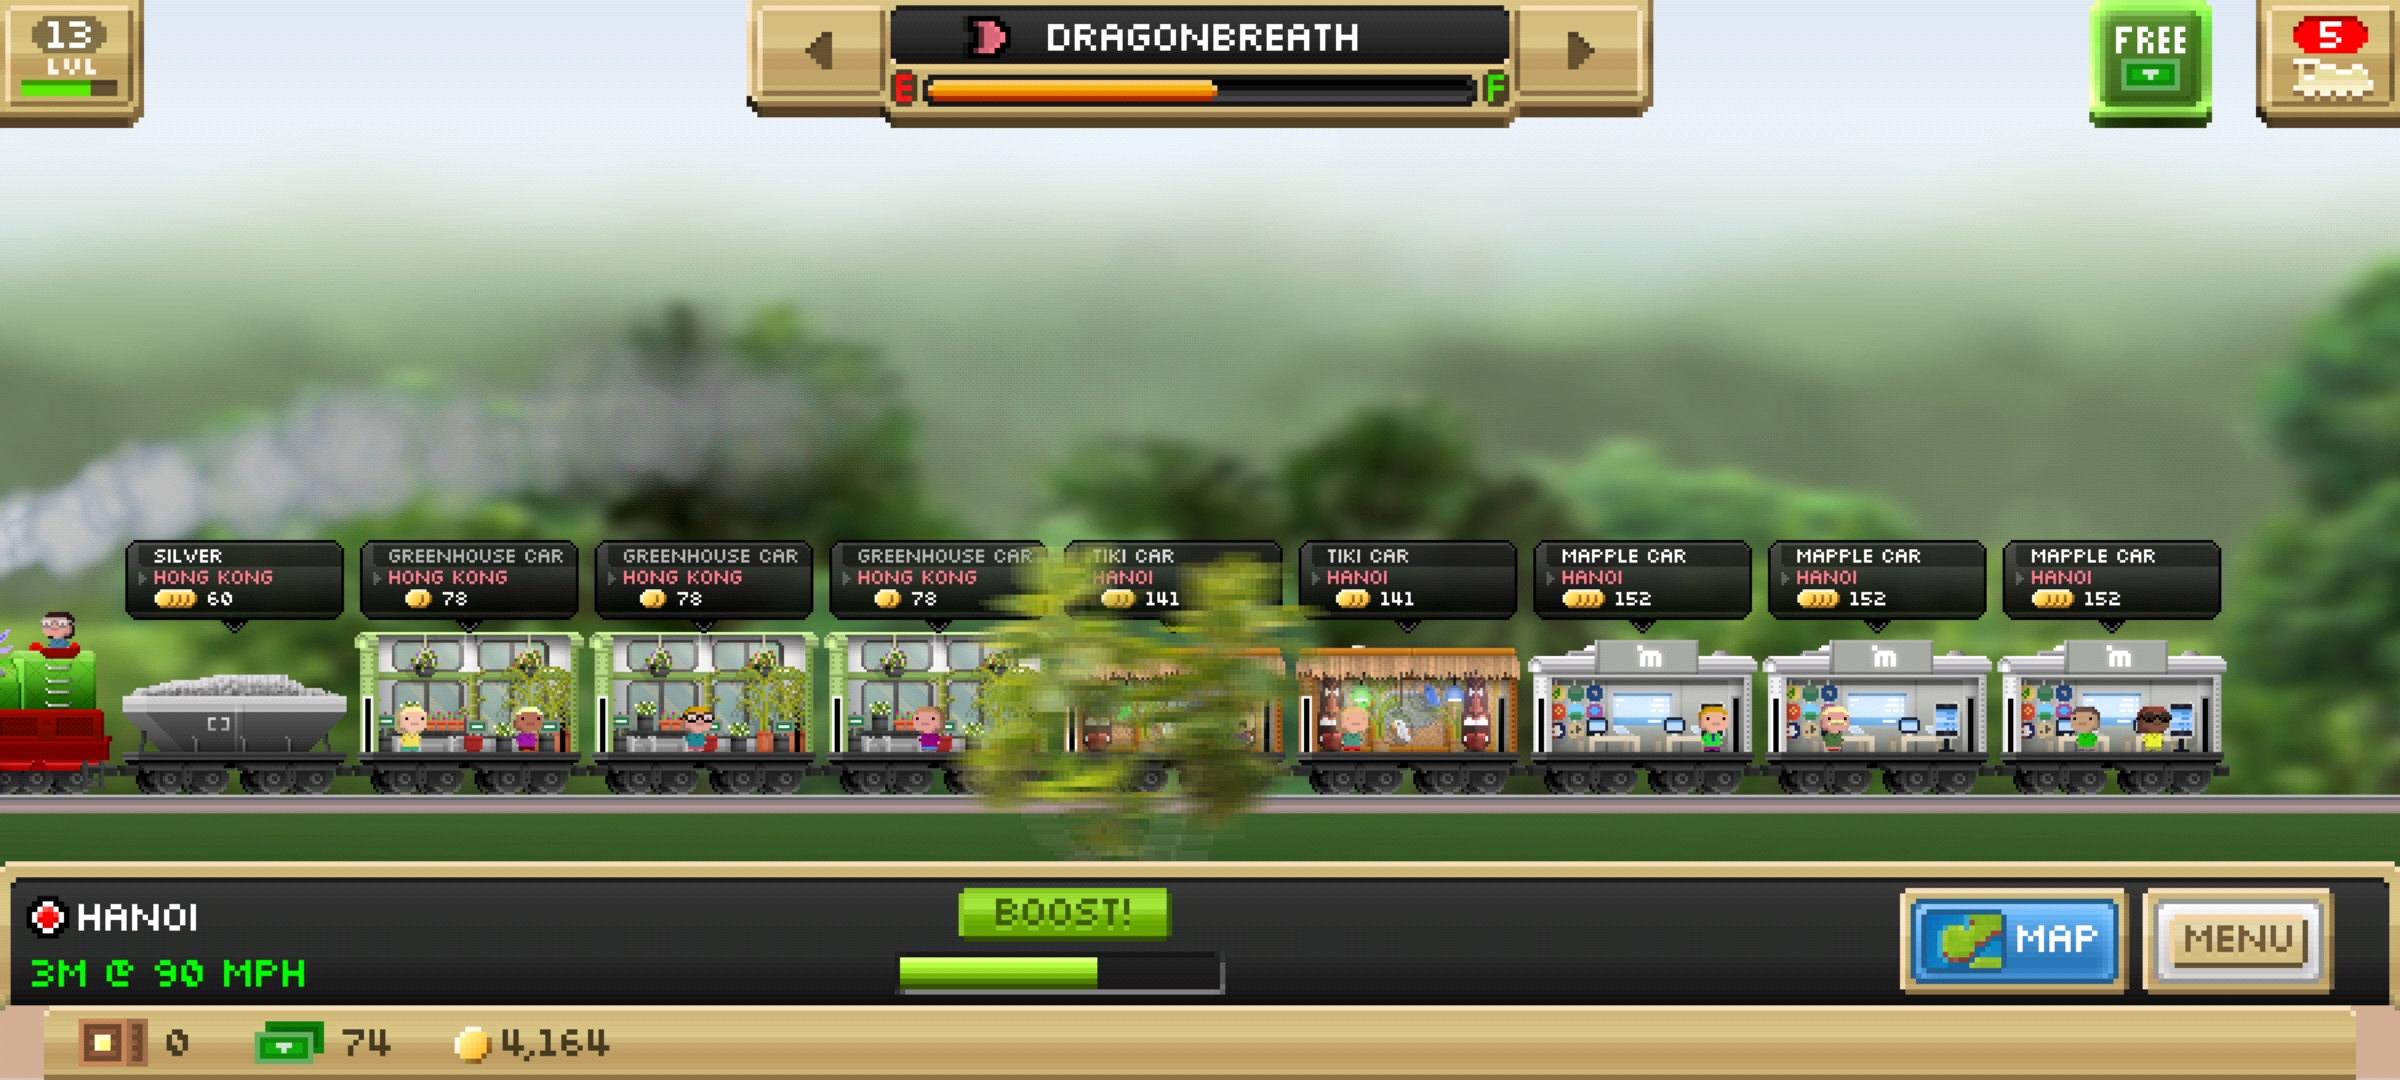 13
LVL
DRAGONBREATH
E
F
FREE
5
SILVER
HONG KONG
60
GREENHOUSE CAR
HONG KONG
78
GREENHOUSE CAR
HONG KONG
78
GREENHOUSE CAR
HONG KONG
78
TIKI CAR
HANOI
141
TIKI CAR
HANOI
141
MAPPLE CAR
HANOI
152
MAPPLE CAR
HANOI
152
MAPPLE CAR
HANOI
152
m
m
m
HANOI
3M @ 90 MPH
BOOST!
MAP
MENU
0
74
4,164